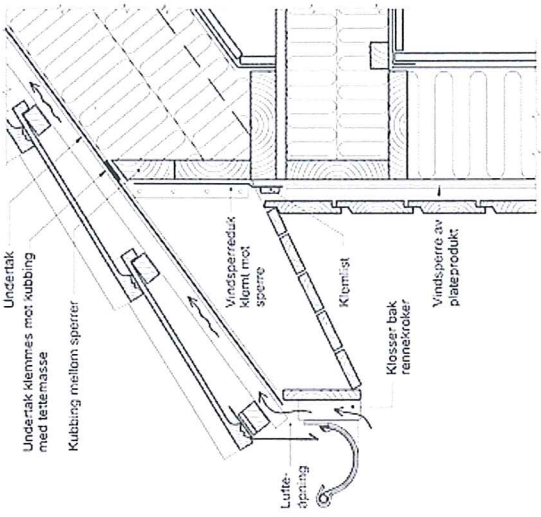 Undertak
Undertak klemmes mot kubbing
med tettemasse
Kubbing mellom sperrer
Vindsperreduk
klemt mot
sperre
Klemlist
Vindsperre av
plateprodukt
Klosser bak
rennekroker
Lufte-
åpning